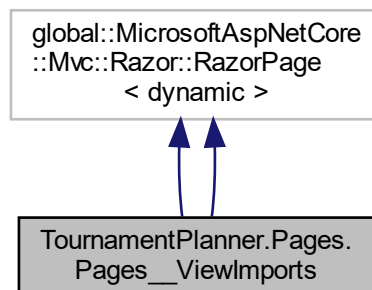 global::MicrosoftAspNetCore
::Mvc::Razor::RazorPage
< dynamic >
TournamentPlanner.Pages.
Pages__ViewImports